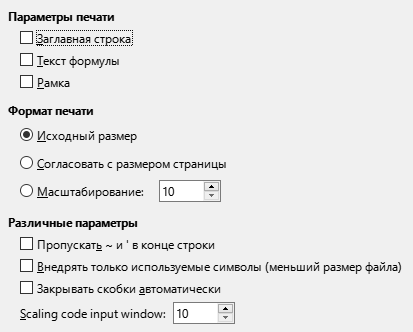 Параметры печати
Заглавная строка
Текст формулы
Рамка
Формат печати
Исходный размер
Согласовать с размером страницы
Масштабирование: 10
Различные параметры
Пропускать ~ и ' в конце строки
Внедрять только используемые символы (меньший размер файла)
Закрывать скобки автоматически
Scaling code input window: 10